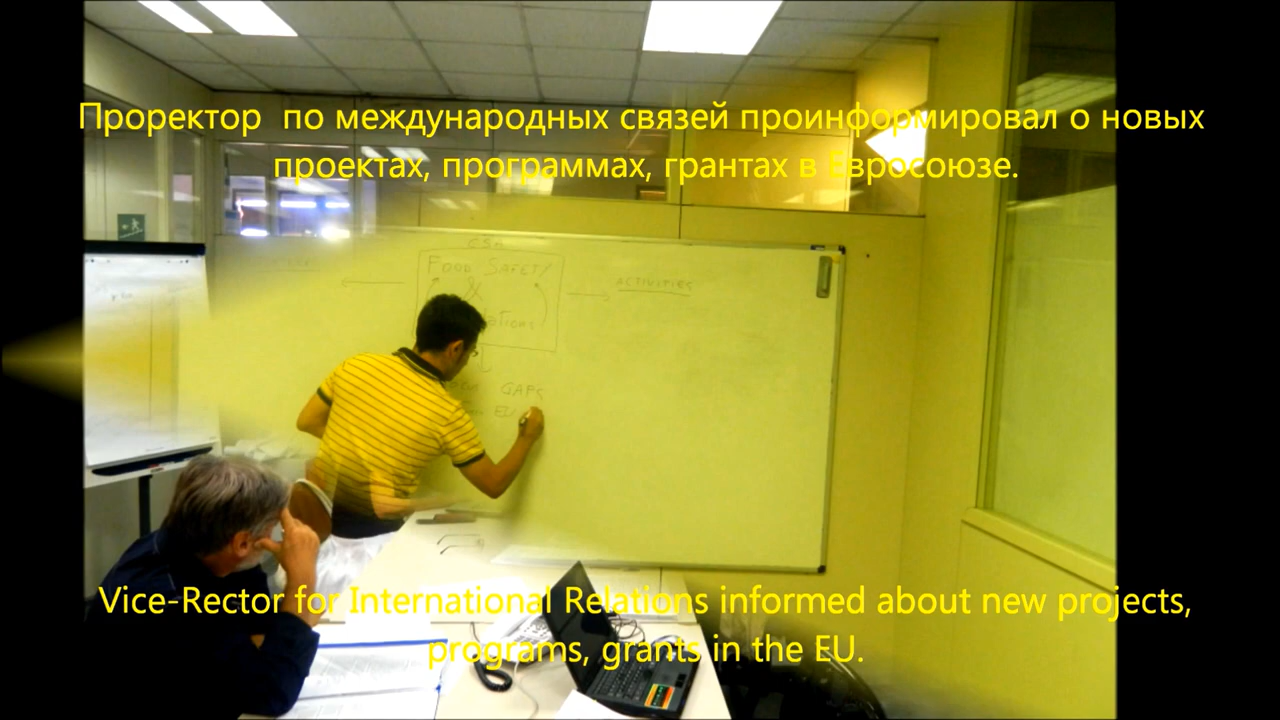 Проректор по международных связей проинформировал о новых
проектах, программах, грантах в Евросоюзе.
FOOD SAFETY
&
ACTIVITIES
GAPS
EU
Vice-Rector for International Relations informed about new projects,
programs, grants in the EU.